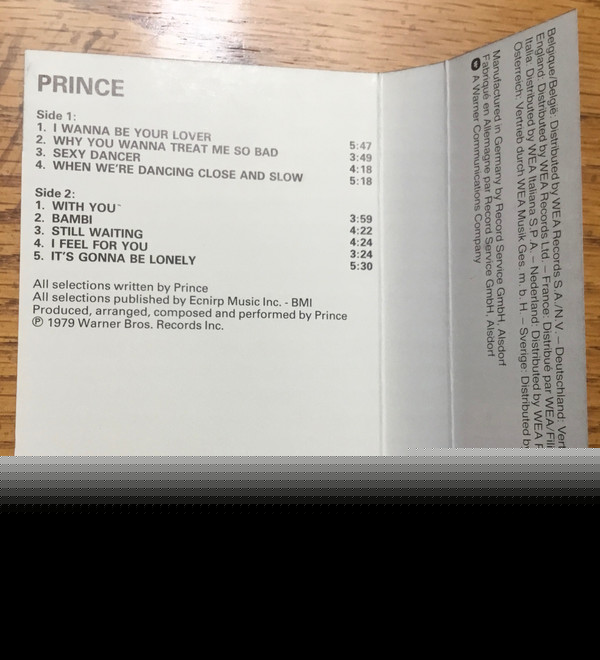 PRINCE
Side 1:
1. I WANNA BE YOUR LOVER 5:47
2. WHY YOU WANNA TREAT ME SO BAD 3:49
3. SEXY DANCER 4:18
4. WHEN WE'RE DANCING CLOSE AND SLOW 5:18
Side 2:
1. WITH YOU 3:59
2. BAMBI 4:22
3. STILL WAITING 4:24
4. I FEEL FOR YOU 3:24
5. IT'S GONNA BE LONELY 5:30
All selections written by Prince
All selections published by Ecnirp Music Inc. - BMI
Produced, arranged, composed and performed by Prince
℗ 1979 Warner Bros. Records Inc.
Manufactured in Germany by Record Service GmbH, Alsdorf
Fabriqué en Allemagne par Record Service GmbH, Alsdorf
A Warner Communications Company
Belgique/België: Distributed by WEA Records S.A./N.V. – Deutschland:
England: Distributed by WEA Records Ltd. – France: Distribué par WEA/
Italia: Distributed by WEA Italiana S.P.A. – Nederland: Distributed by WEA
Österreich: Vertrieb durch WEA Musik Ges. m. b. H. – Sverige: Distributed by